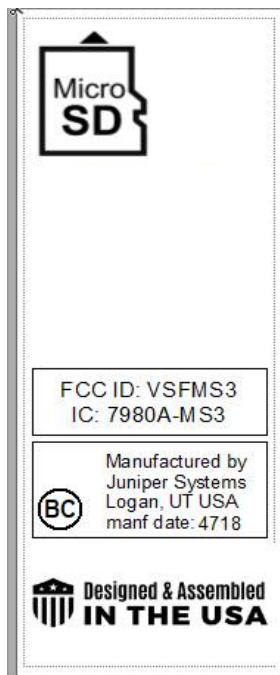 Micro
SD
FCC ID: VSFMS3
IC: 7980A-MS3
Manufactured by
Juniper Systems
Logan, UT USA
manf date: 4718
BC
Designed & Assembled
IN THE USA